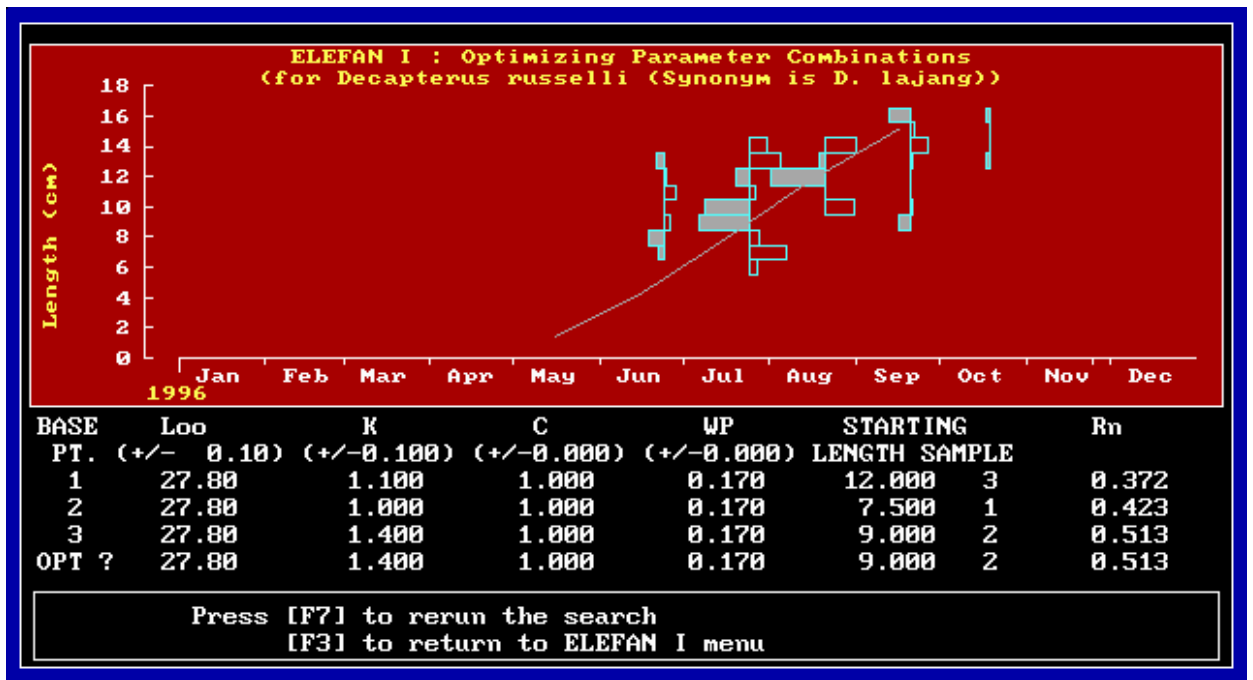 ELEFAN I : Optimizing Parameter Combinations
(for Decapterus russelli (Synonym is D. lajang))
18
16
14
12
10
8
6
4
2
0
Length (cm)
Jan Feb Mar Apr May Jun Jul Aug Sep Oct Nov Dec
1996
BASE Loo K C WP STARTING Rn
PT. (+/- 0.10) (+/-0.100) (+/-0.000) (+/-0.000) LENGTH SAMPLE
1 27.80 1.100 1.000 0.170 12.000 3 0.372
2 27.80 1.000 1.000 0.170 7.500 1 0.423
3 27.80 1.400 1.000 0.170 9.000 2 0.513
OPT ? 27.80 1.400 1.000 0.170 9.000 2 0.513
Press [F7] to rerun the search
[F3] to return to ELEFAN I menu